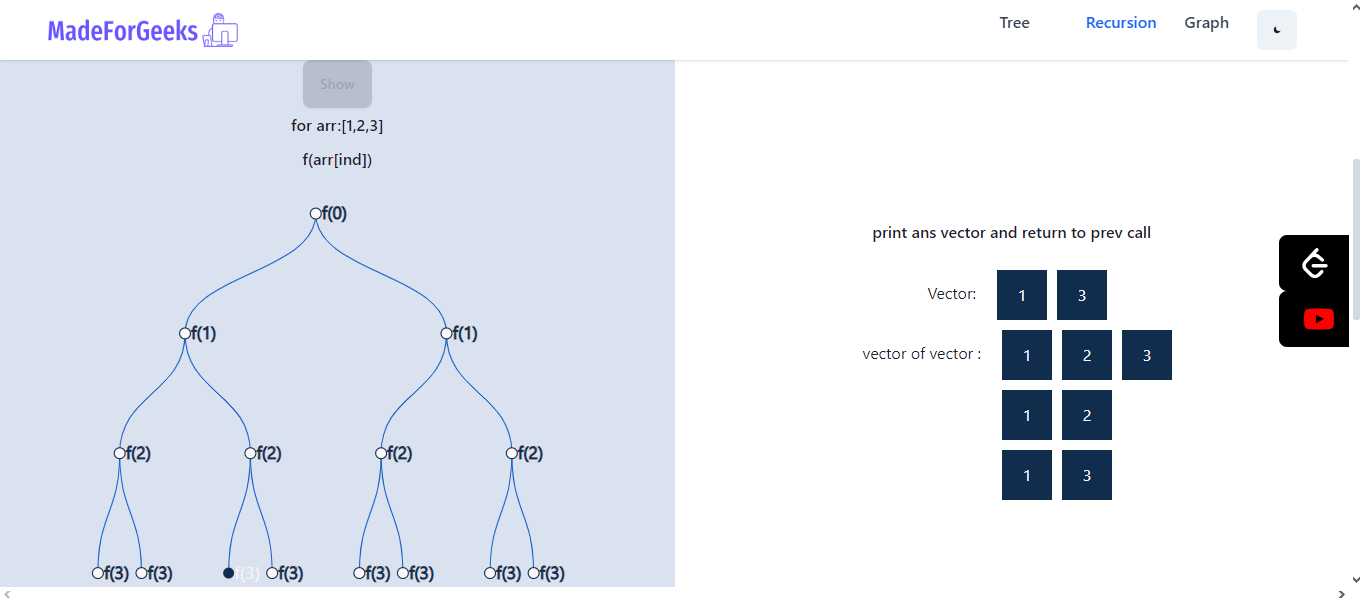 MadeForGeeks
Tree Recursion Graph
Show
for arr:[1,2,3]
f(arr[ind])
f(0)
f(1) f(1)
f(2) f(2) f(2) f(2)
f(3) f(3) f(3) f(3) f(3) f(3) f(3) f(3)
print ans vector and return to prev call
Vector: 1 3
vector of vector : 1 2 3
1 2
1 3